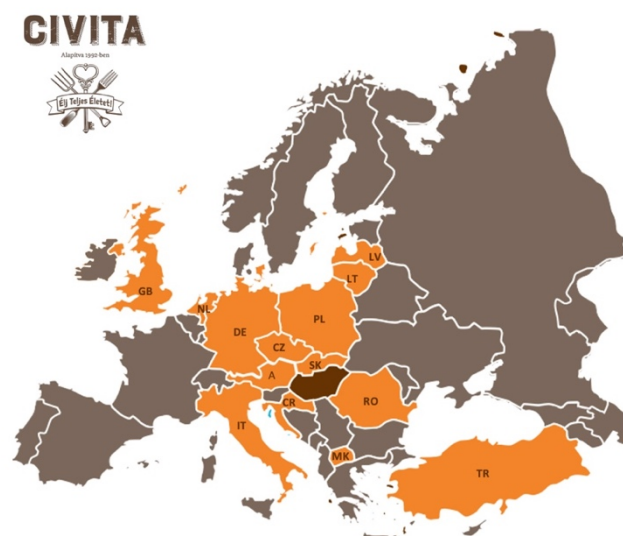 CIVITA
Alapítva 1990-ben
Élj Teljes Életet!
LV
LT
GB
NL
DE
PL
CZ
SK
A
RO
CR
IT
MK
TR